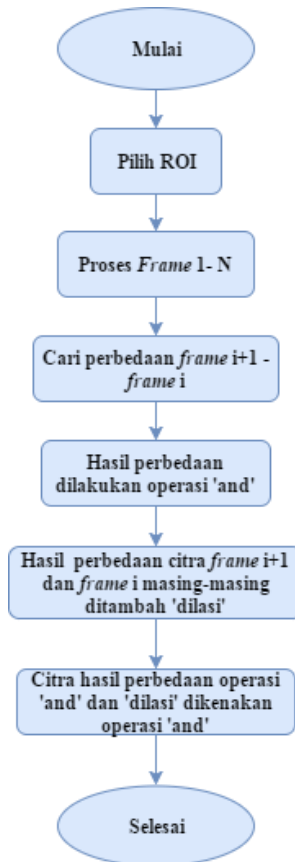 Mulai
Pilih ROI
Proses Frame 1- N
Cari perbedaan frame i+1 -
frame i
Hasil perbedaan
dilakukan operasi 'and'
Hasil perbedaan citra frame i+1
dan frame i masing-masing
ditambah 'dilasi'
Citra hasil perbedaan operasi
'and' dan 'dilasi' dikenakan
operasi 'and'
Selesai